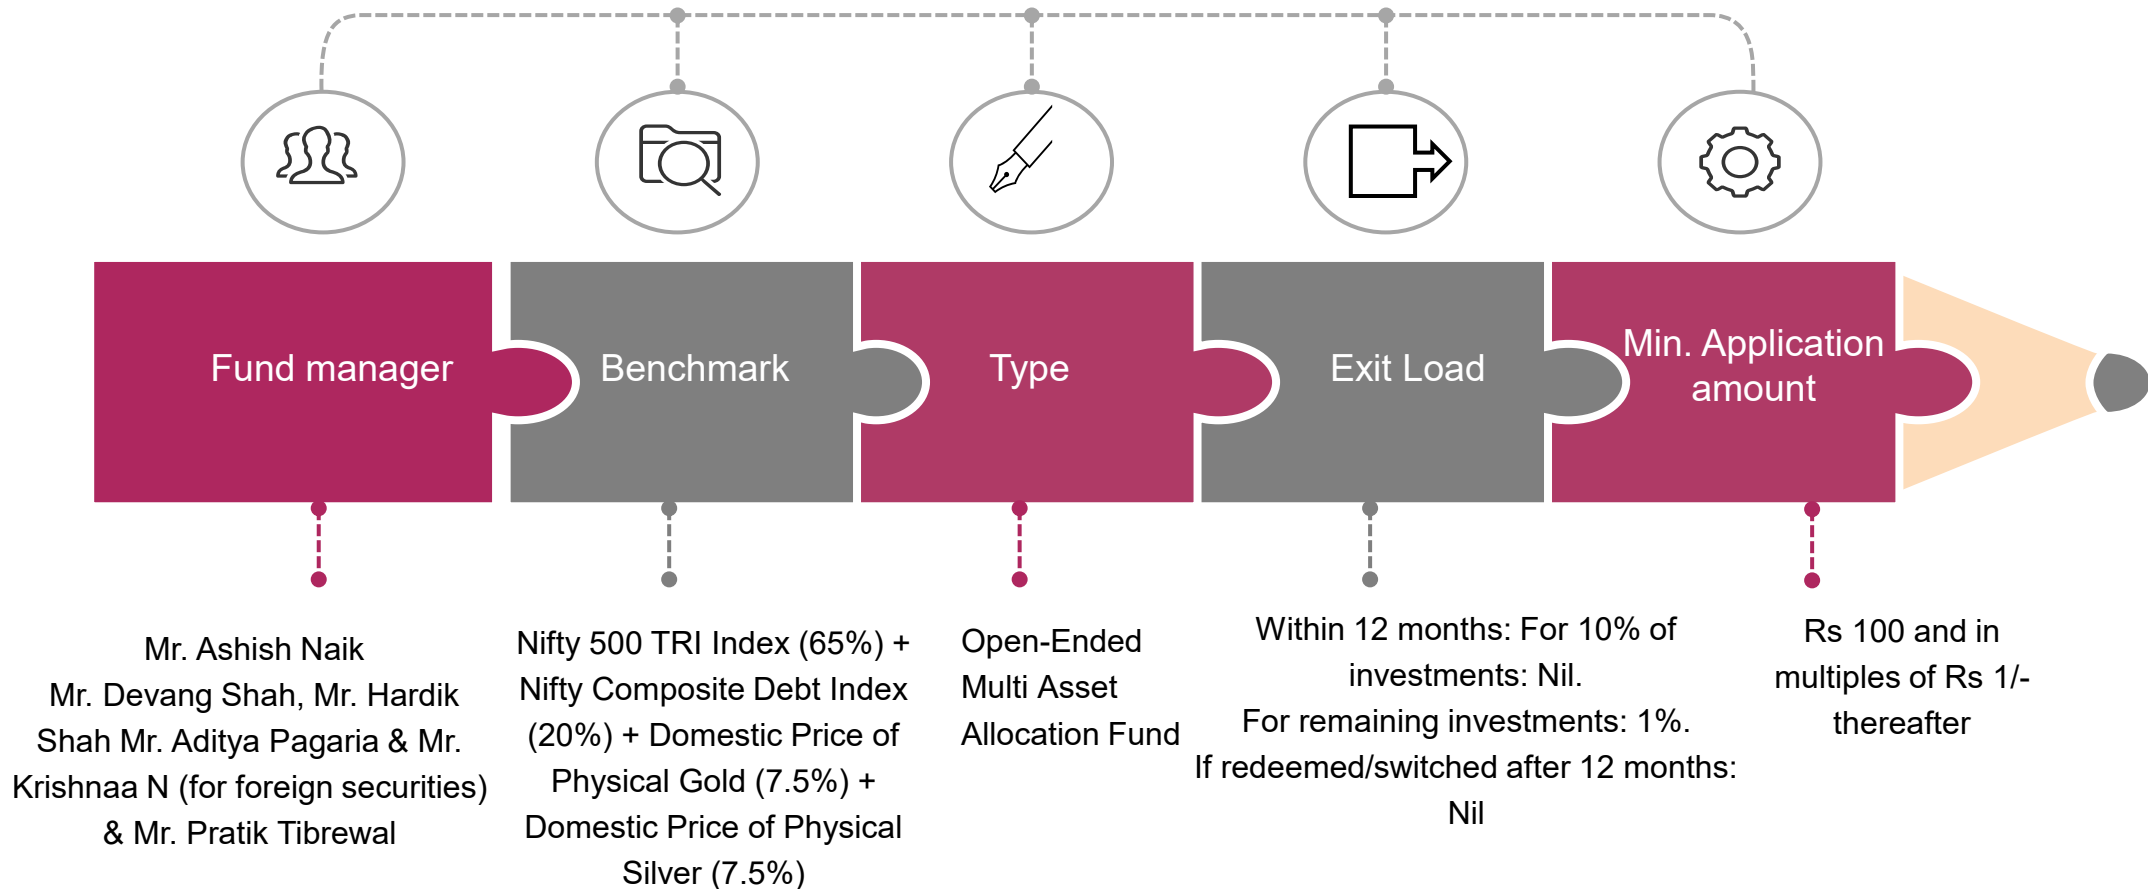 Fund manager
Benchmark
Type
Exit Load
Min. Application
amount
Mr. Ashish Naik
Mr. Devang Shah, Mr. Hardik
Shah Mr. Aditya Pagaria & Mr.
Krishnaa N (for foreign securities)
& Mr. Pratik Tibrewal
Nifty 500 TRI Index (65%) +
Nifty Composite Debt Index
(20%) + Domestic Price of
Physical Gold (7.5%) +
Domestic Price of Physical
Silver (7.5%)
Open-Ended
Multi Asset
Allocation Fund
Within 12 months: For 10% of
investments: Nil.
For remaining investments: 1%.
If redeemed/switched after 12 months:
Nil
Rs 100 and in
multiples of Rs 1/-
thereafter